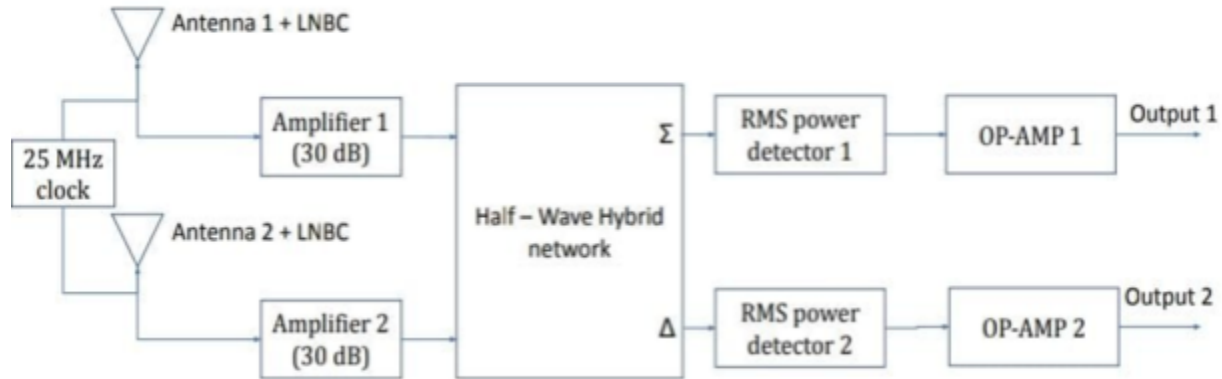 Antenna 1 + LNBC
Amplifier 1
(30 dB)
25 MHz
clock
Antenna 2 + LNBC
Amplifier 2
(30 dB)
Half – Wave Hybrid
network
Σ
Δ
RMS power
detector 1
OP-AMP 1
Output 1
RMS power
detector 2
OP-AMP 2
Output 2